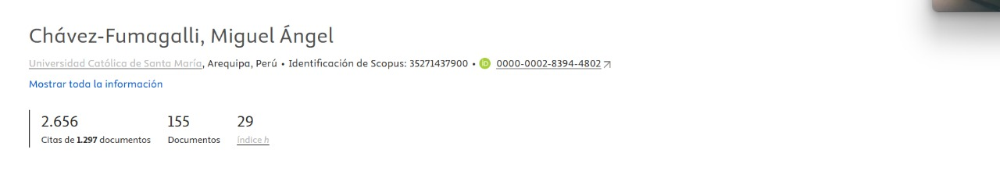 Chávez-Fumagalli, Miguel Ángel
Universidad Católica de Santa María, Arequipa, Perú • Identificación de Scopus: 35271437900 • iD 0000-0002-8394-4802
Mostrar toda la información
2.656 155 29
Citas de 1.297 documentos Documentos índice h